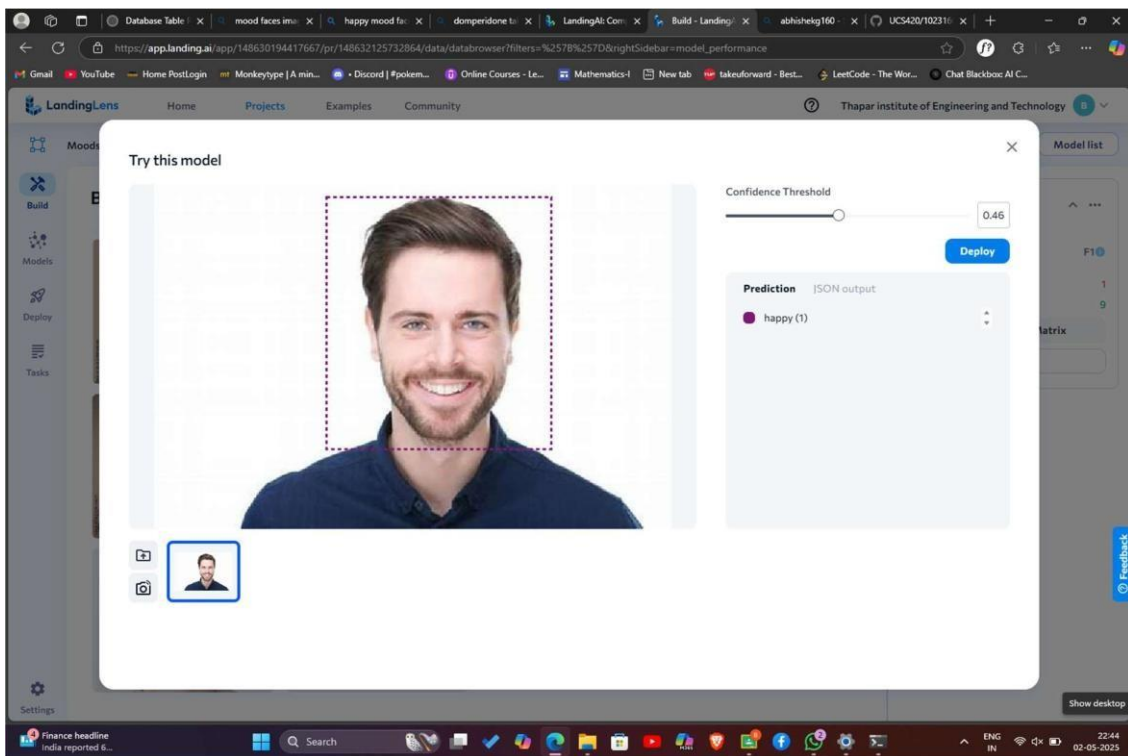 Database Table F
mood faces ima
happy mood fac
domperidone ta
LandingAI: Com
Build - Landing
abhishekg160 -
UCS420/102316
https://app.landing.ai/app/148630194417667/pr/148632125732864/data/databrowser?filters=%257B%257D&rightSidebar=model_performance
Gmail
YouTube
Home PostLogin
Monkeytype | A min...
• Discord | #pokem...
Online Courses - Le...
Mathematics-I
New tab
takeuforward - Best...
LeetCode - The Wor...
Chat Blackbox: AI C...
LandingLens
Home
Projects
Examples
Community
Thapar institute of Engineering and Technology
B
Moods
Model list
Build
B
Models
Deploy
Tasks
Settings
Try this model
Confidence Threshold
0.46
Deploy
Prediction
JSON output
happy (1)
F1
1
9
Matrix
Feedback
Show desktop
Finance headline
India reported 6...
Search
ENG
IN
22:44
02-05-2025